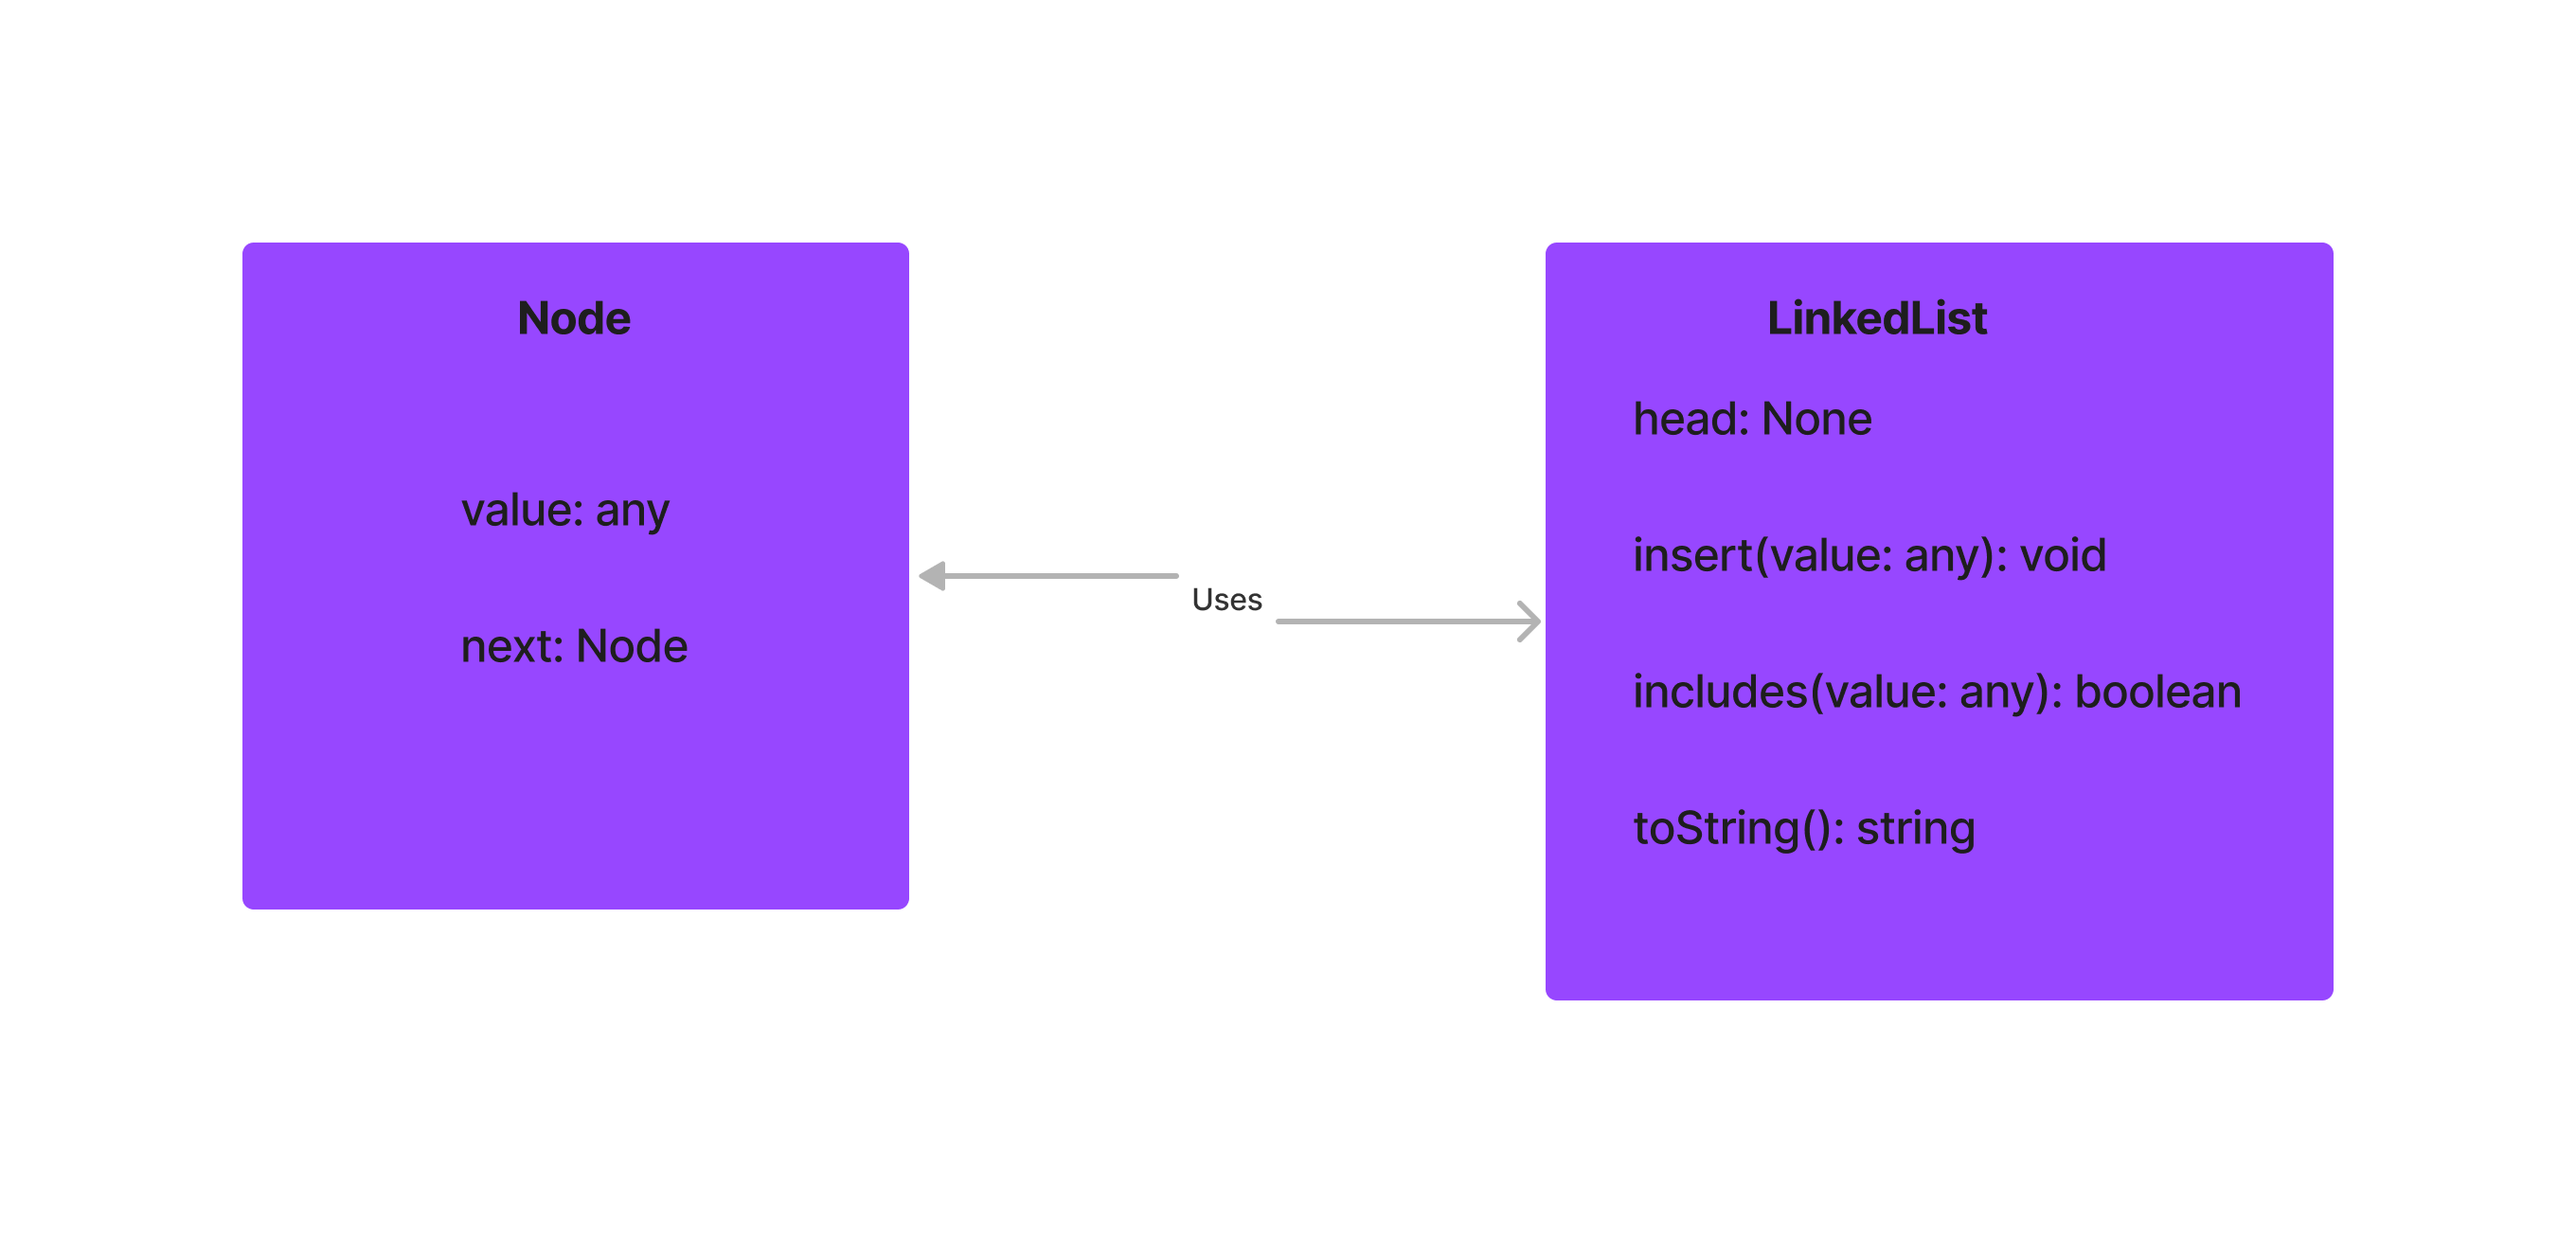 Node
value: any
next: Node
Uses
LinkedList
head: None
insert(value: any): void
includes(value: any): boolean
toString(): string